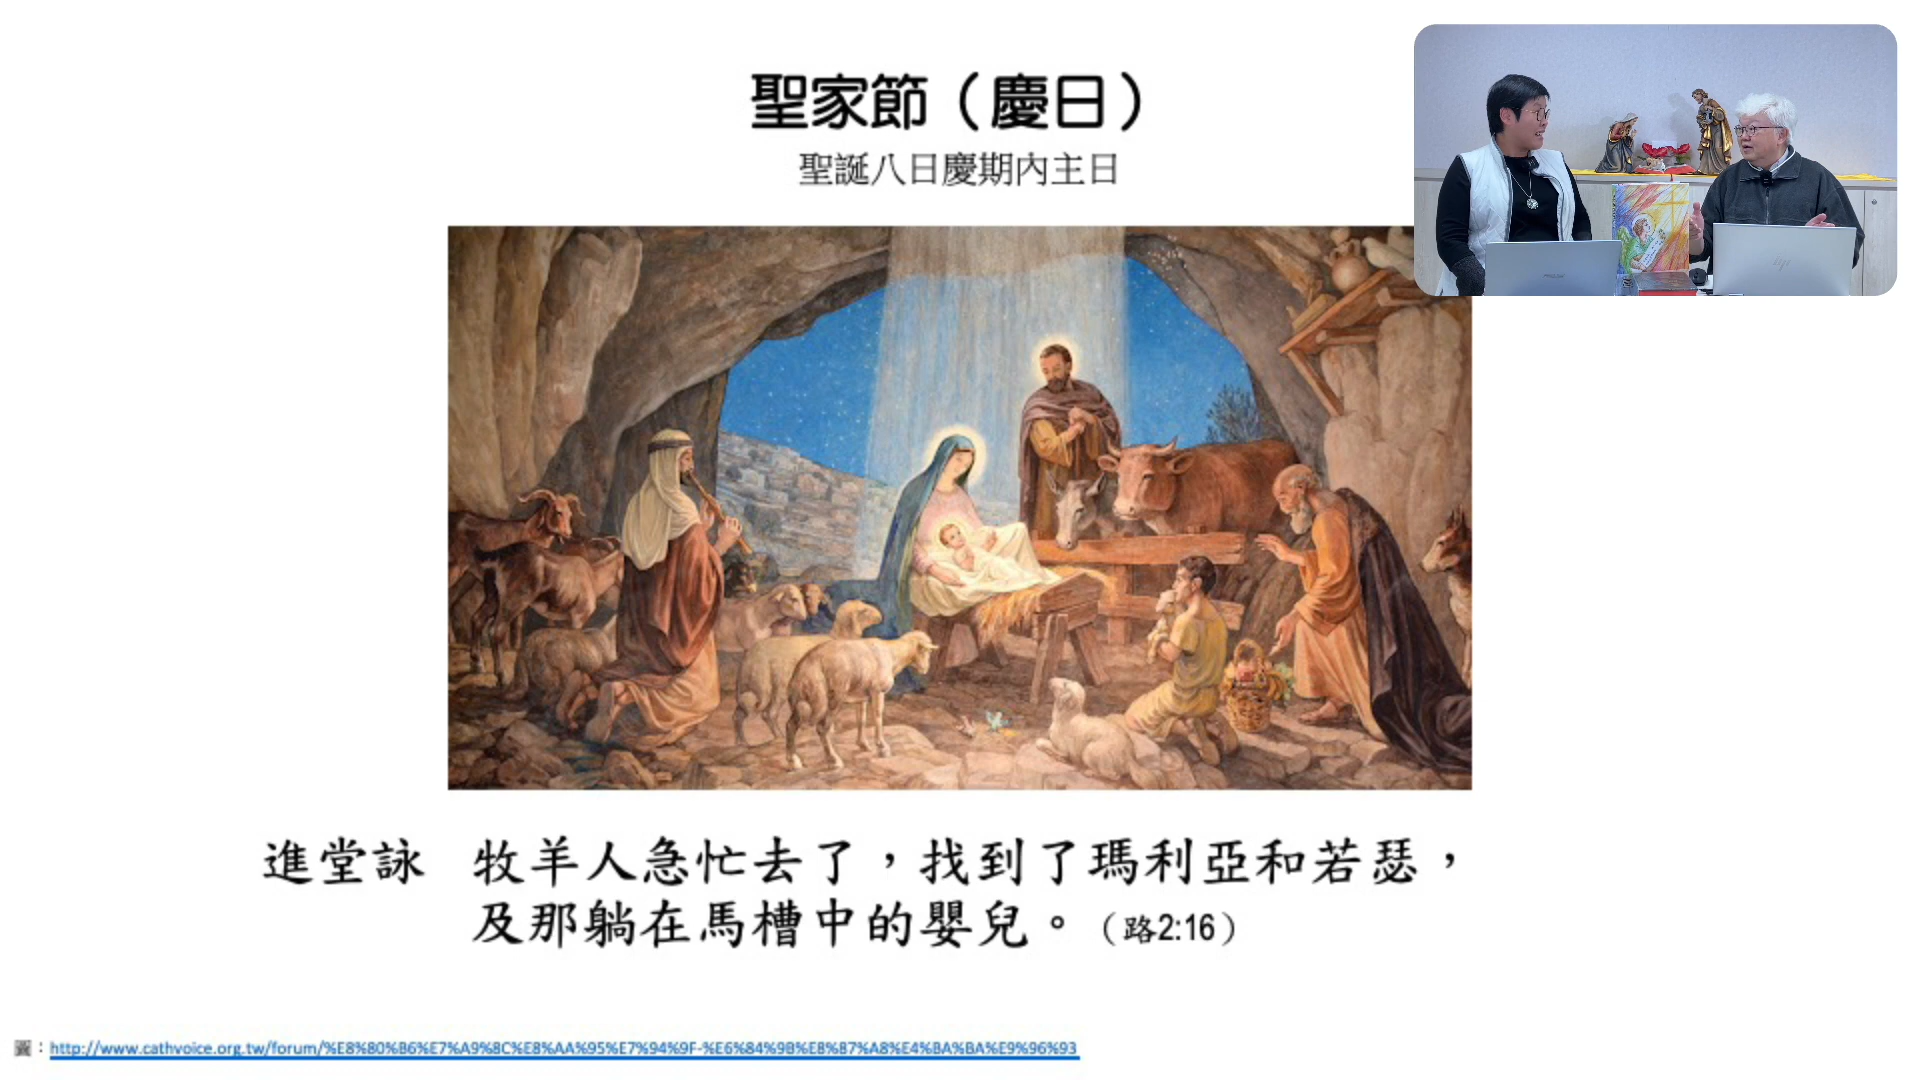 聖家節（慶日）
聖誕八日慶期內主日
進堂詠 牧羊人急忙去了，找到了瑪利亞和若瑟，
及那躺在馬槽中的嬰兒。（路2:16）
圖：http://www.cathvoice.org.tw/forum/%E8%80%B6%E7%A9%8C%E8%AA%95%E7%94%9F-%E6%84%9B%E8%87%A8%E4%BA%BA%E9%96%93